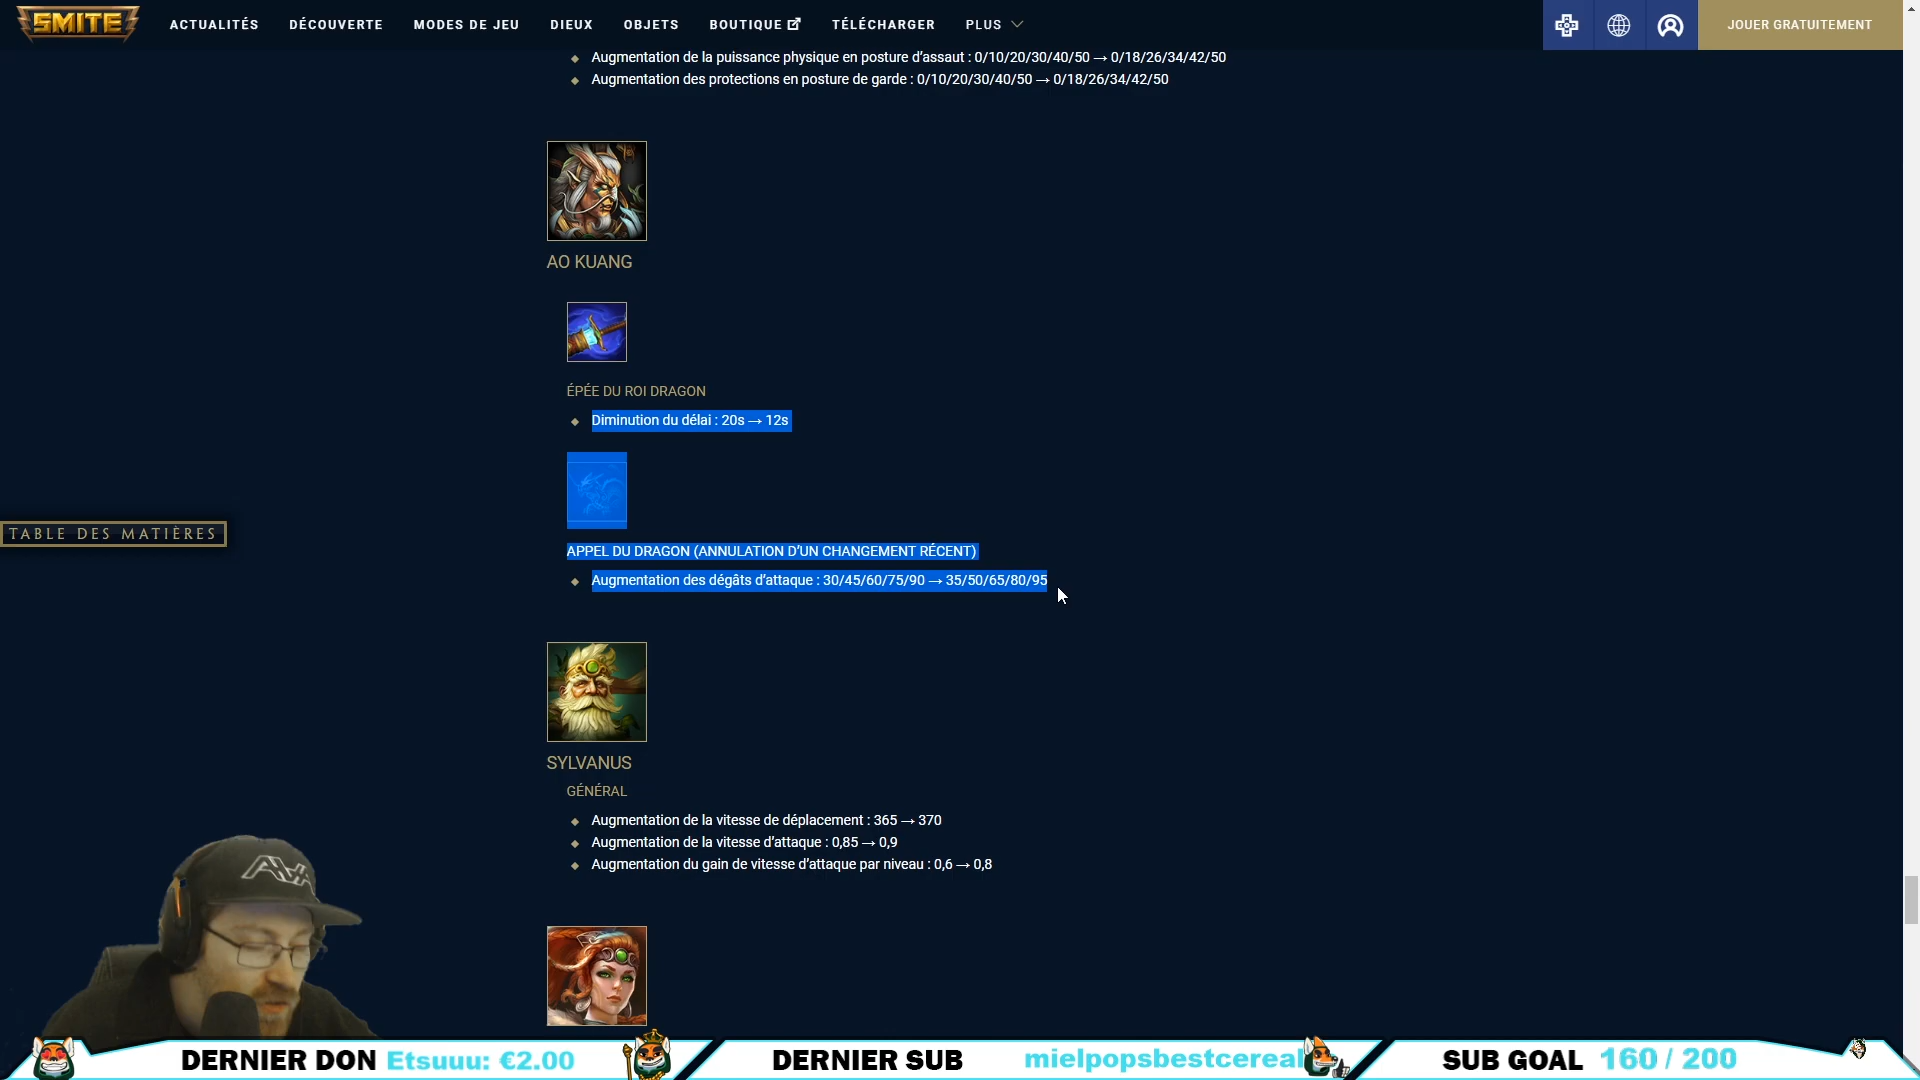 SMITE
ACTUALITÉS DÉCOUVERTE MODES DE JEU DIEUX OBJETS BOUTIQUE TÉLÉCHARGER PLUS
JOUER GRATUITEMENT
Augmentation de la puissance physique en posture d’assaut : 0/10/20/30/40/50 → 0/18/26/34/42/50
Augmentation des protections en posture de garde : 0/10/20/30/40/50 → 0/18/26/34/42/50
AO KUANG
ÉPÉE DU ROI DRAGON
Diminution du délai : 20s → 12s
APPEL DU DRAGON (ANNULATION D’UN CHANGEMENT RÉCENT)
Augmentation des dégâts d’attaque : 30/45/60/75/90 → 35/50/65/80/95
TABLE DES MATIÈRES
SYLVANUS
GÉNÉRAL
Augmentation de la vitesse de déplacement : 365 → 370
Augmentation de la vitesse d’attaque : 0,85 → 0,9
Augmentation du gain de vitesse d’attaque par niveau : 0,6 → 0,8
DERNIER DON Etsuuu: €2.00
DERNIER SUB mielpopsbestcereal
SUB GOAL 160 / 200